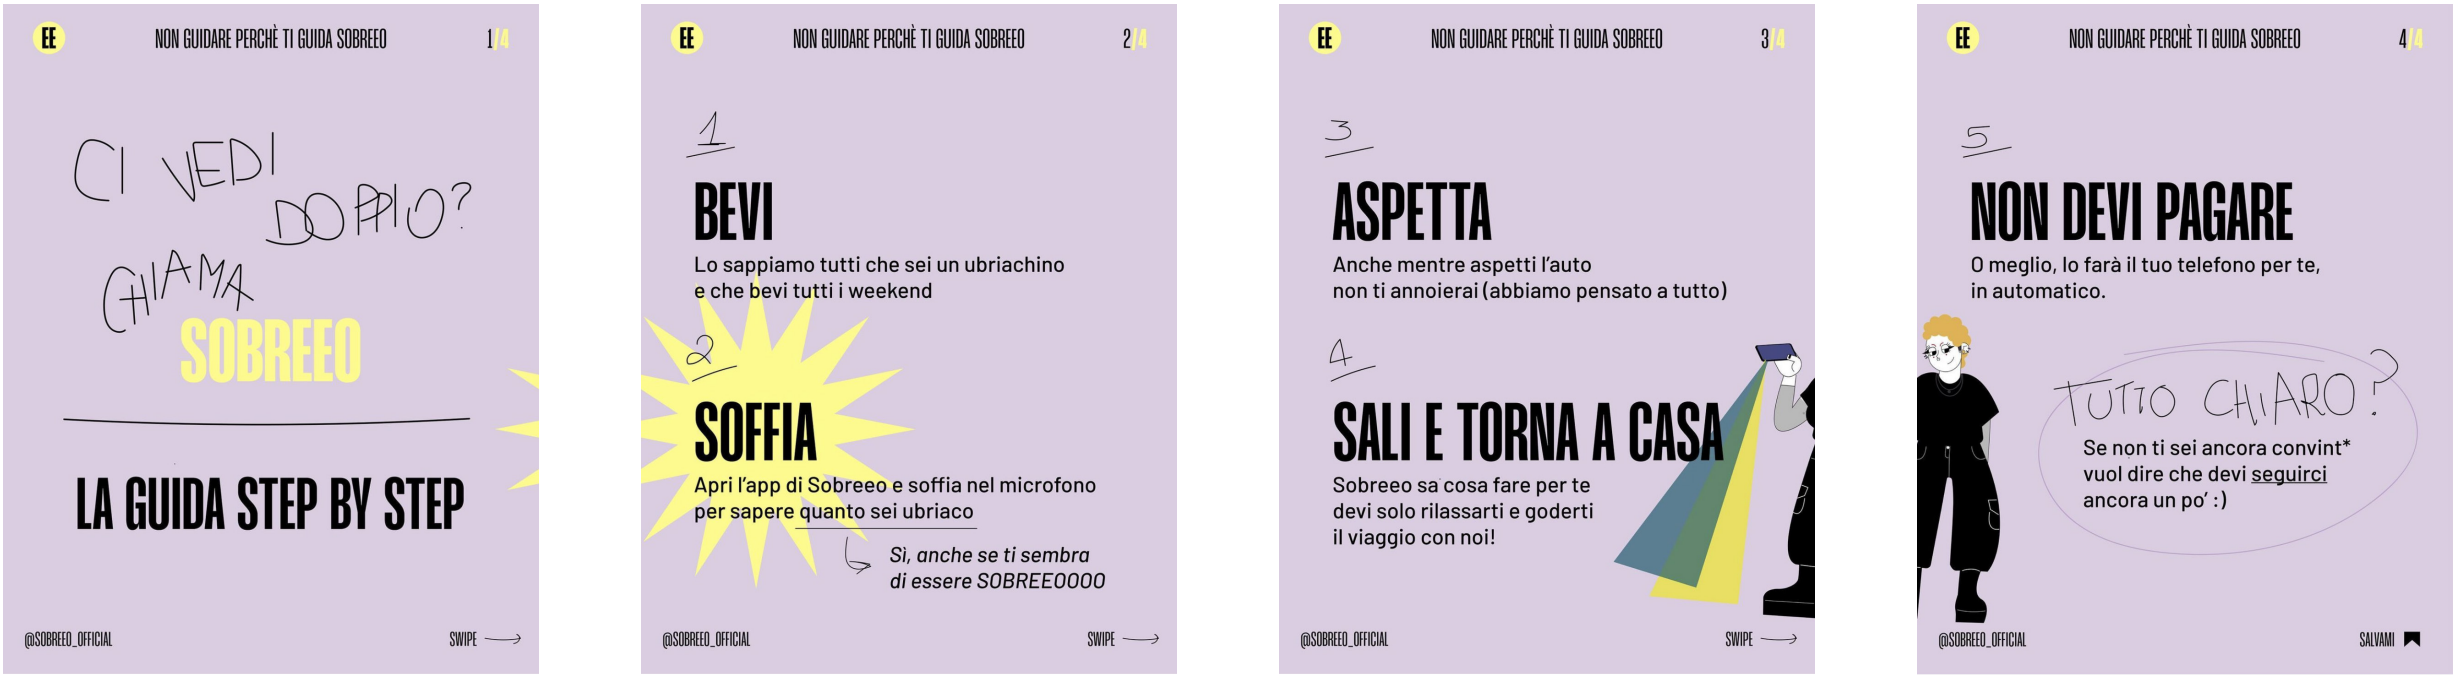 EE
NON GUIDARE PERCHÈ TI GUIDA SOBREEO
1/4
CI VEDI
DOPPIO?
CHIAMA
SOBREEO
LA GUIDA STEP BY STEP
@SOBREEO_OFFICIAL
SWIPE
EE
NON GUIDARE PERCHÈ TI GUIDA SOBREEO
2/4
1
BEVI
Lo sappiamo tutti che sei un ubriachino
e che bevi tutti i weekend
2
SOFFIA
Apri l'app di Sobreeo e soffia nel microfono
per sapere quanto sei ubriaco
Sì, anche se ti sembra
di essere SOBREEOOOO
@SOBREEO_OFFICIAL
SWIPE
EE
NON GUIDARE PERCHÈ TI GUIDA SOBREEO
3/4
3
ASPETTA
Anche mentre aspetti l'auto
non ti annoierai (abbiamo pensato a tutto)
4
SALI E TORNA A CASA
Sobreeo sa cosa fare per te
devi solo rilassarti e goderti
il viaggio con noi!
@SOBREEO_OFFICIAL
SWIPE
EE
NON GUIDARE PERCHÈ TI GUIDA SOBREEO
4/4
5
NON DEVI PAGARE
O meglio, lo farà il tuo telefono per te,
in automatico.
TUTTO CHIARO?
Se non ti sei ancora convint*
vuol dire che devi seguirci
ancora un po' :)
@SOBREEO_OFFICIAL
SALVAMI